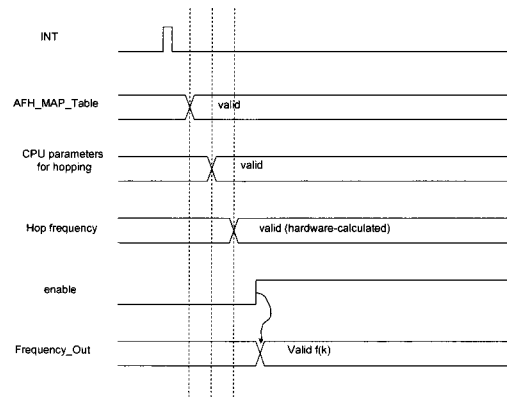 INT
AFH_MAP_Table
valid
CPU parameters
for hopping
valid
Hop frequency
valid (hardware-calculated)
enable
Frequency_Out
Valid f(k)